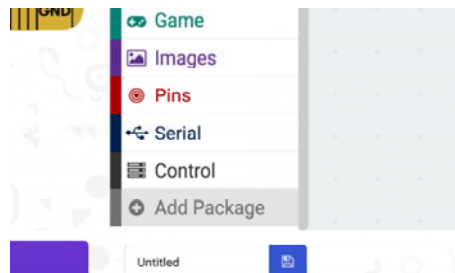 GND
Game
Images
Pins
Serial
Control
Add Package
Untitled